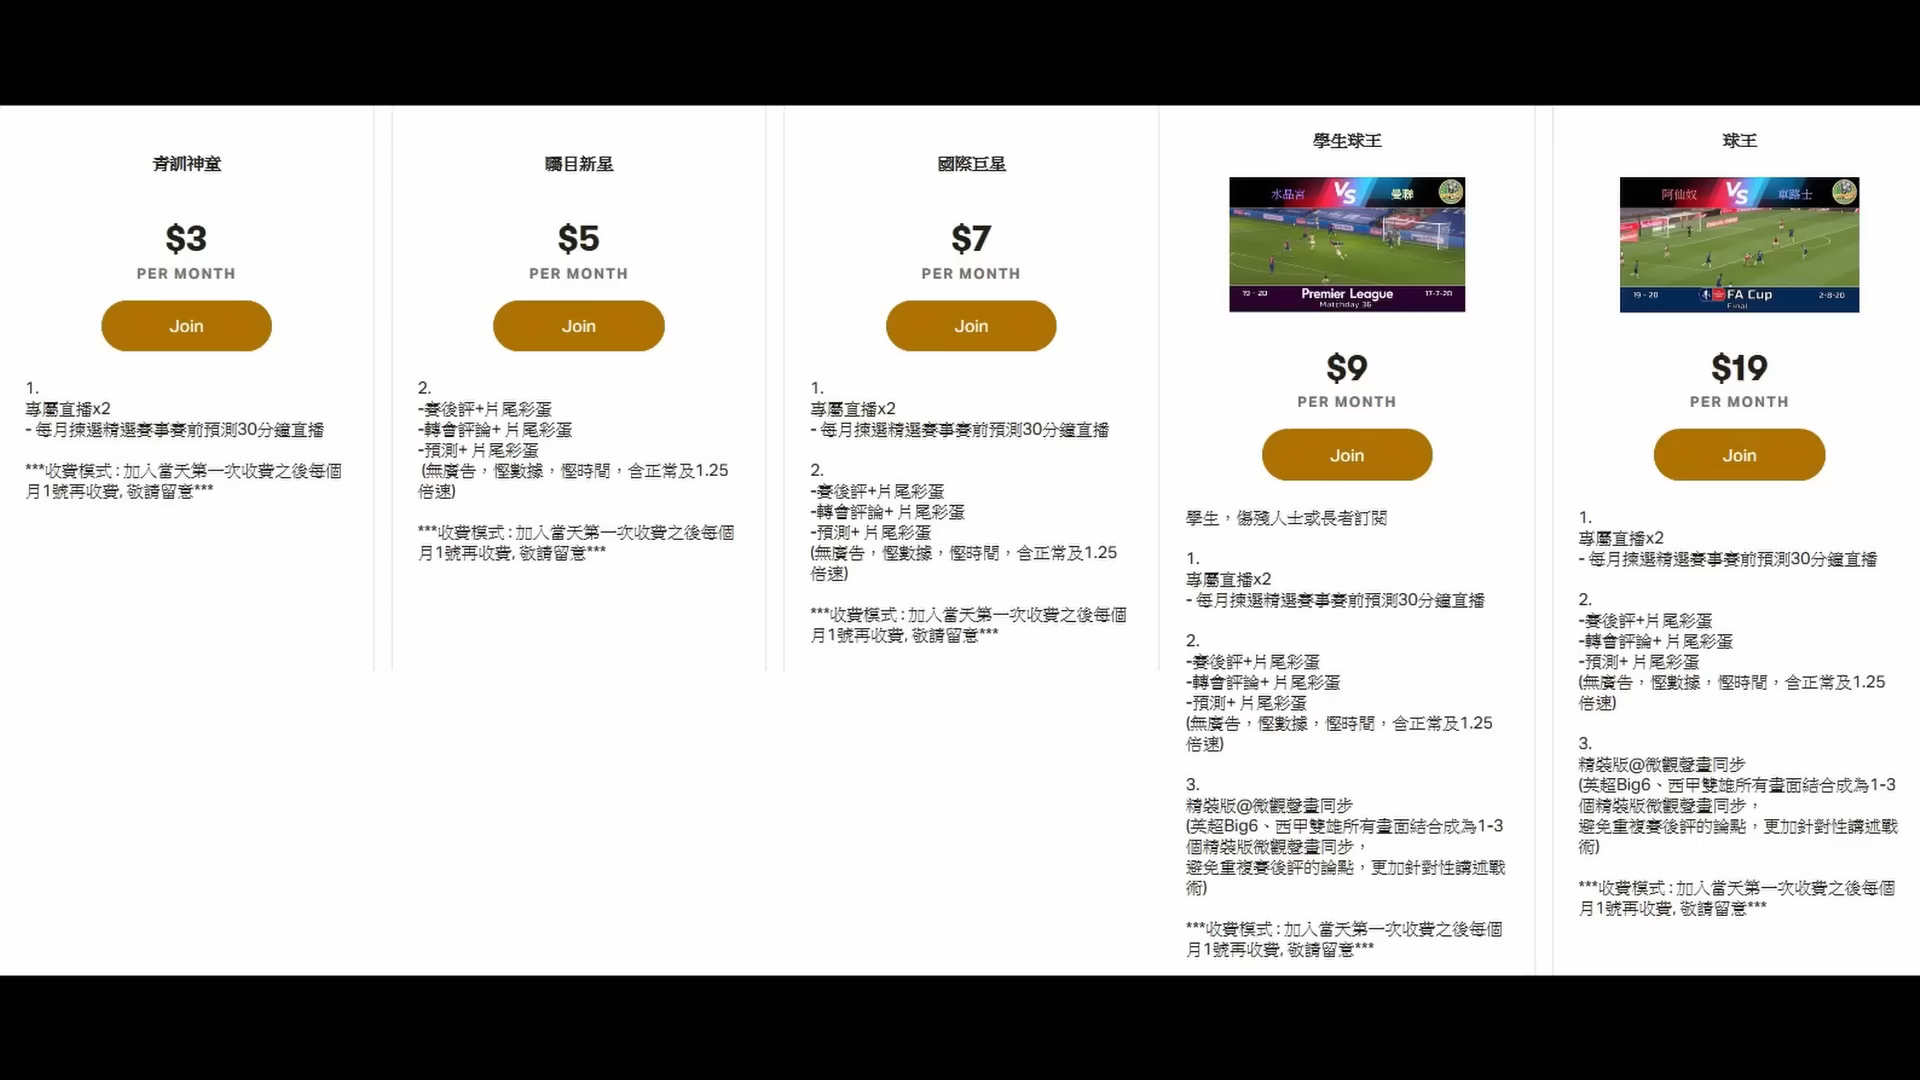 青訓神童
$3
PER MONTH
Join
1.
專屬直播x2
- 每月揀選精選賽事賽前預測30分鐘直播
***收費模式 : 加入當天第一次收費之後每個
月1號再收費, 敬請留意***
矚目新星
$5
PER MONTH
Join
2.
-賽後評+片尾彩蛋
-轉會評論+ 片尾彩蛋
-預測+ 片尾彩蛋
(無廣告，慳數據，慳時間，含正常及1.25
倍速)
***收費模式 : 加入當天第一次收費之後每個
月1號再收費, 敬請留意***
國際巨星
$7
PER MONTH
Join
1.
專屬直播x2
- 每月揀選精選賽事賽前預測30分鐘直播
2.
-賽後評+片尾彩蛋
-轉會評論+ 片尾彩蛋
-預測+ 片尾彩蛋
(無廣告，慳數據，慳時間，含正常及1.25
倍速)
***收費模式 : 加入當天第一次收費之後每個
月1號再收費, 敬請留意***
學生球王
水晶宮 VS 曼聯
19 - 20 Premier League 17-7-20
Matchday 36
$9
PER MONTH
Join
學生，傷殘人士或長者訂閱
1.
專屬直播x2
- 每月揀選精選賽事賽前預測30分鐘直播
2.
-賽後評+片尾彩蛋
-轉會評論+ 片尾彩蛋
-預測+ 片尾彩蛋
(無廣告，慳數據，慳時間，含正常及1.25
倍速)
3.
精裝版@微觀聲畫同步
(英超Big6、西甲雙雄所有畫面結合成為1-3
個精裝版微觀聲畫同步，
避免重複賽後評的論點，更加針對性講述戰
術)
***收費模式 : 加入當天第一次收費之後每個
月1號再收費, 敬請留意***
球王
阿仙奴 VS 車路士
19 - 20 FA Cup 2-8-20
Final
$19
PER MONTH
Join
1.
專屬直播x2
- 每月揀選精選賽事賽前預測30分鐘直播
2.
-賽後評+片尾彩蛋
-轉會評論+ 片尾彩蛋
-預測+ 片尾彩蛋
(無廣告，慳數據，慳時間，含正常及1.25
倍速)
3.
精裝版@微觀聲畫同步
(英超Big6、西甲雙雄所有畫面結合成為1-3
個精裝版微觀聲畫同步，
避免重複賽後評的論點，更加針對性講述戰
術)
***收費模式 : 加入當天第一次收費之後每個
月1號再收費, 敬請留意***